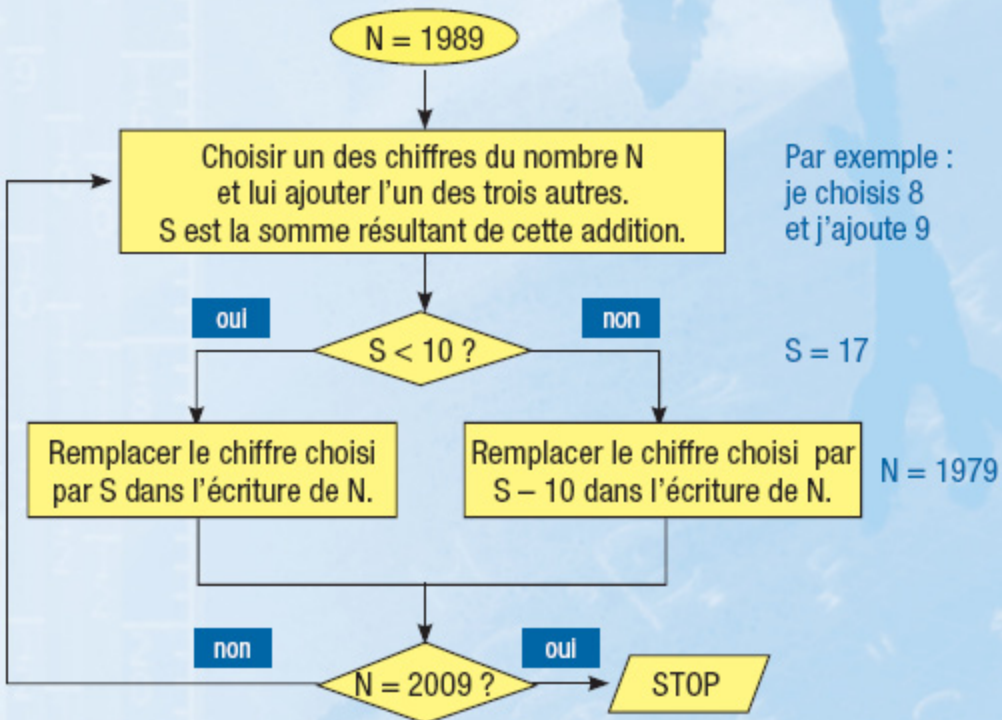 N = 1989
Choisir un des chiffres du nombre N
et lui ajouter l’un des trois autres.
S est la somme résultant de cette addition.
Par exemple :
je choisis 8
et j’ajoute 9
oui
non
S < 10 ?
S = 17
Remplacer le chiffre choisi
par S dans l’écriture de N.
Remplacer le chiffre choisi par
S – 10 dans l’écriture de N.
N = 1979
non
oui
N = 2009 ?
STOP